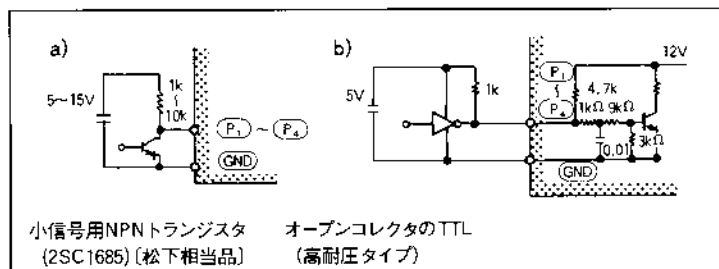 a)
5〜15V
1k
〜
10k
P₁ 〜 P₄
GND
b)
5V
1k
P₁
〜
P₄
12V
4.7k
1kΩ 9kΩ
0.01
3kΩ
GND
小信号用NPNトランジスタ
(2SC1685)〔松下相当品〕
オープンコレクタのTTL
(高耐圧タイプ)